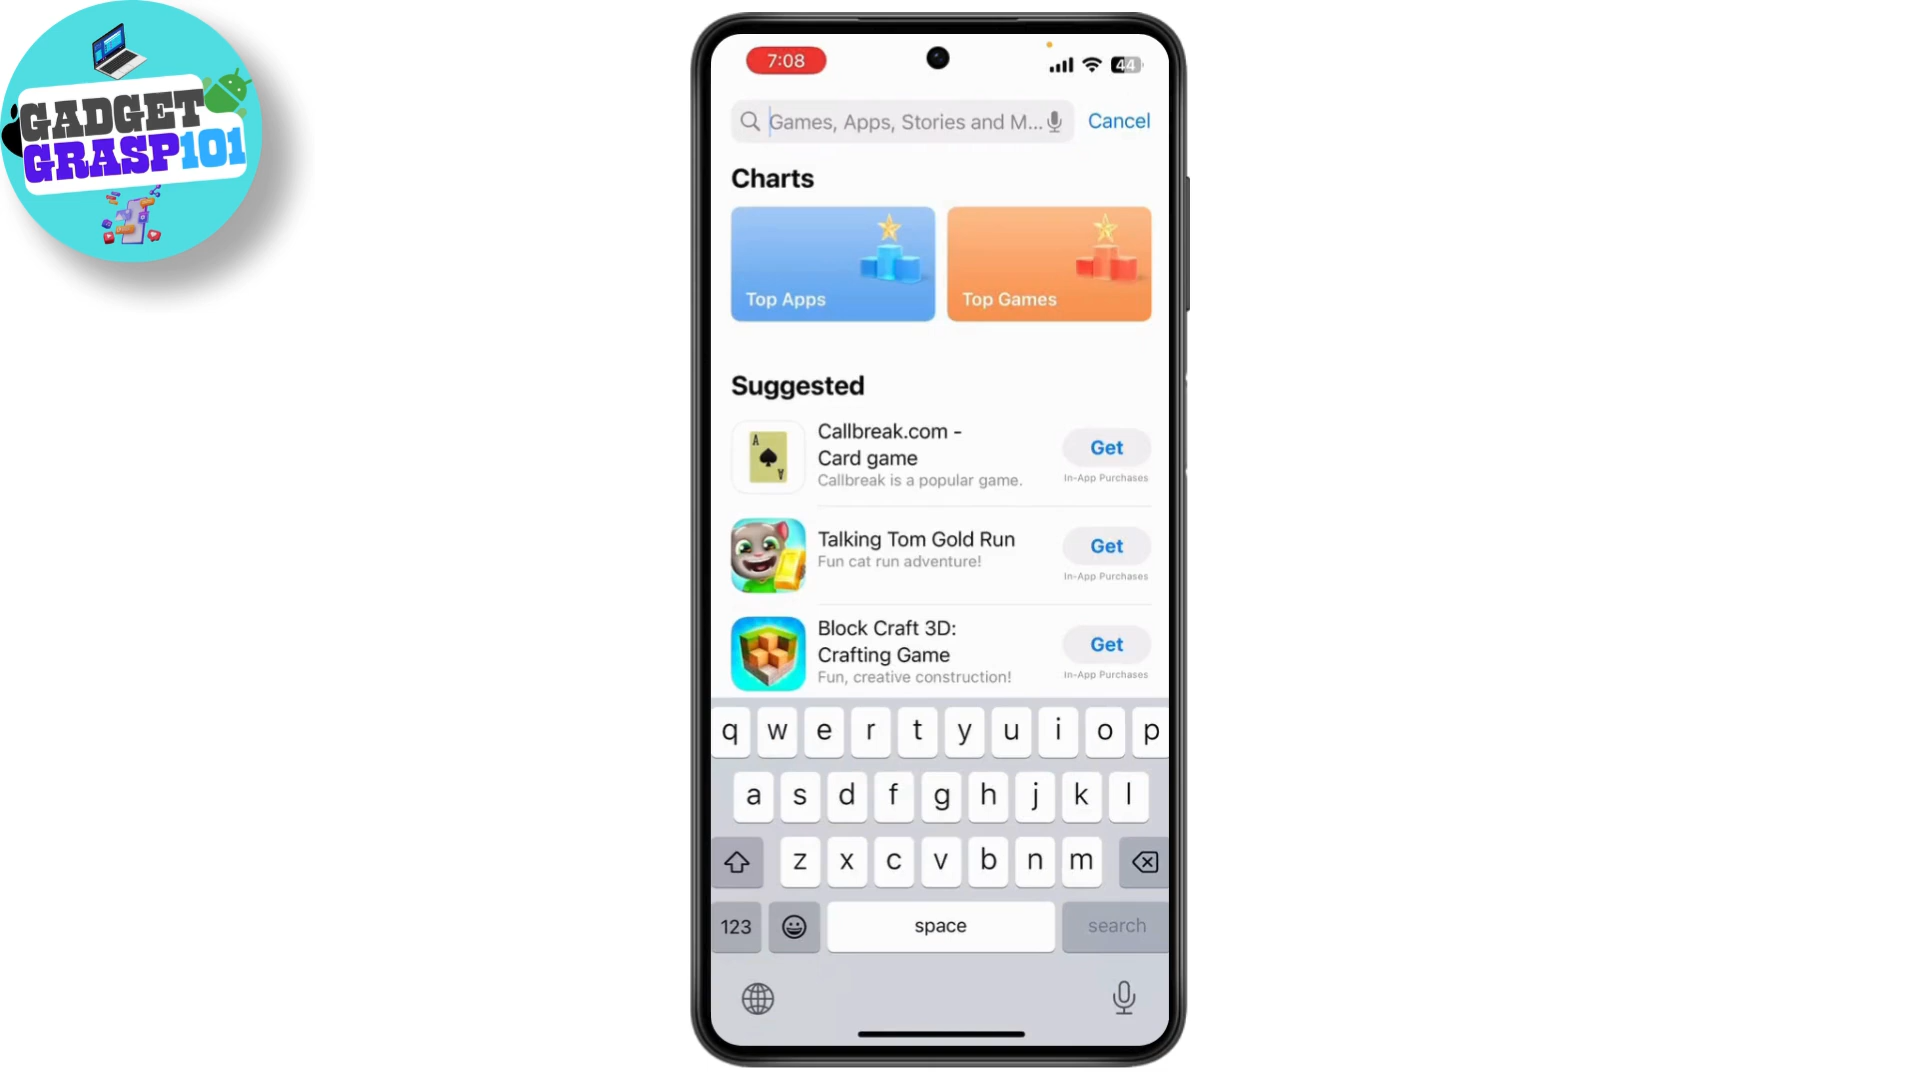 GADGET
GRASP101
7:08
44
Games, Apps, Stories and M...
Cancel
Charts
Top Apps
Top Games
Suggested
A
A
Callbreak.com -
Card game
Callbreak is a popular game.
Get
In-App Purchases
Talking Tom Gold Run
Fun cat run adventure!
Get
In-App Purchases
Block Craft 3D:
Crafting Game
Fun, creative construction!
Get
In-App Purchases
q w e r t y u i o p
a s d f g h j k l
z x c v b n m
123
space
search